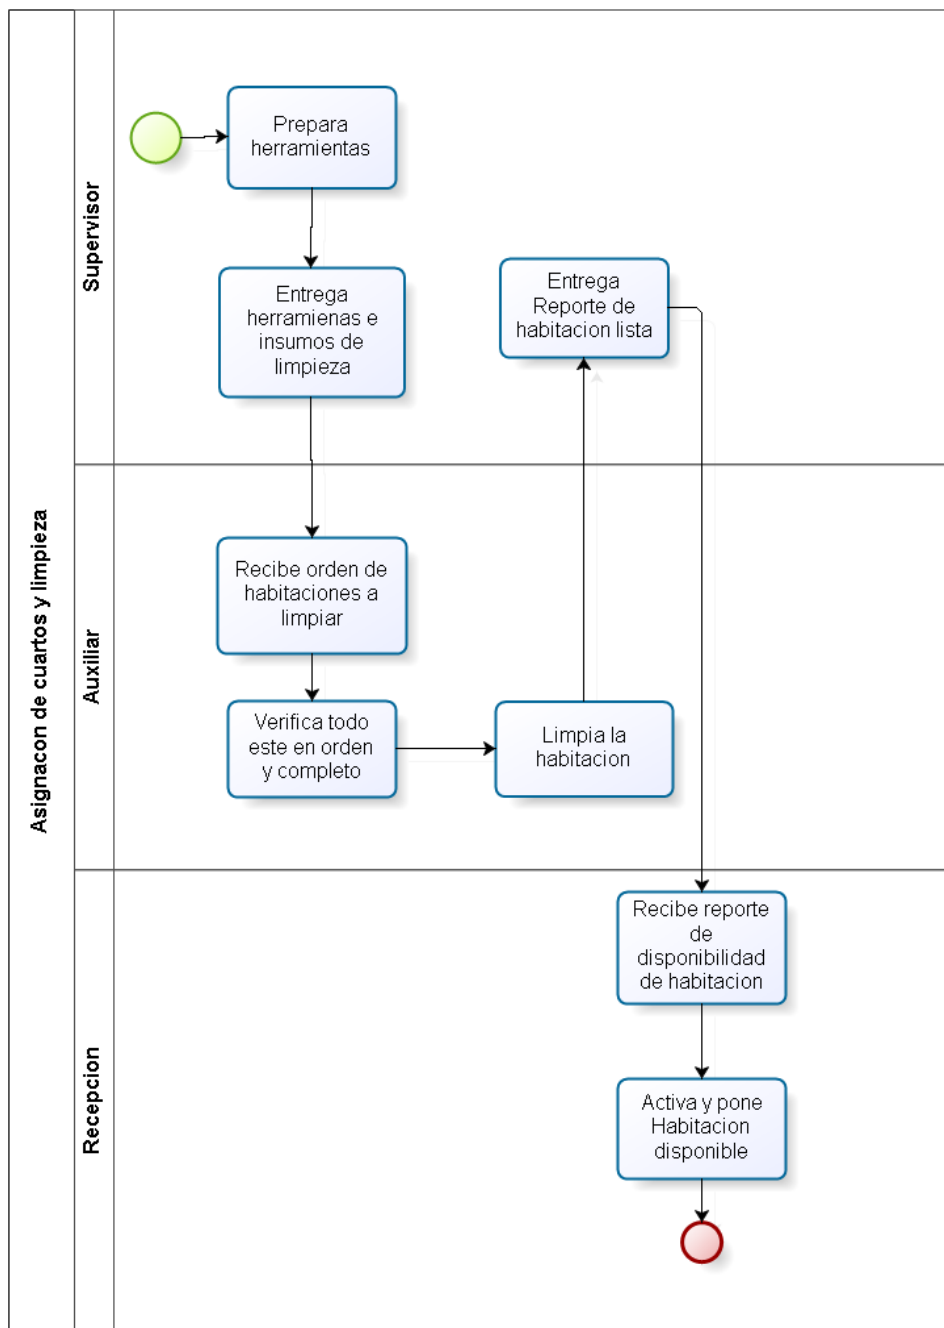 Asignacon de cuartos y limpieza
Supervisor
Prepara
herramientas
Entrega
herramienas e
insumos de
limpieza
Entrega
Reporte de
habitacion lista
Auxiliar
Recibe orden de
habitaciones a
limpiar
Verifica todo
este en orden
y completo
Limpia la
habitacion
Recepcion
Recibe reporte
de
disponibilidad
de habitacion
Activa y pone
Habitacion
disponible